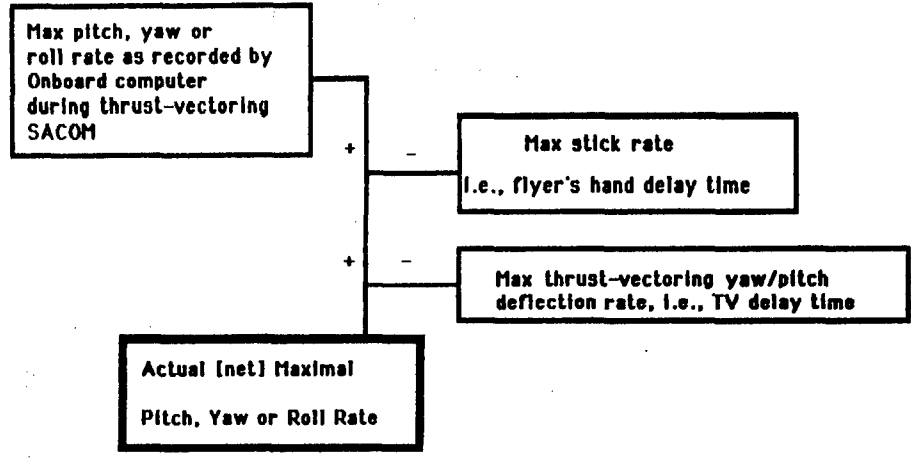 Max pitch, yaw or
roll rate as recorded by
Onboard computer
during thrust-vectoring
SACOM
+
-
Max stick rate
i.e., flyer's hand delay time
+
-
Max thrust-vectoring yaw/pitch
deflection rate, i.e., TV delay time
Actual [net] Maximal
Pitch, Yaw or Roll Rate